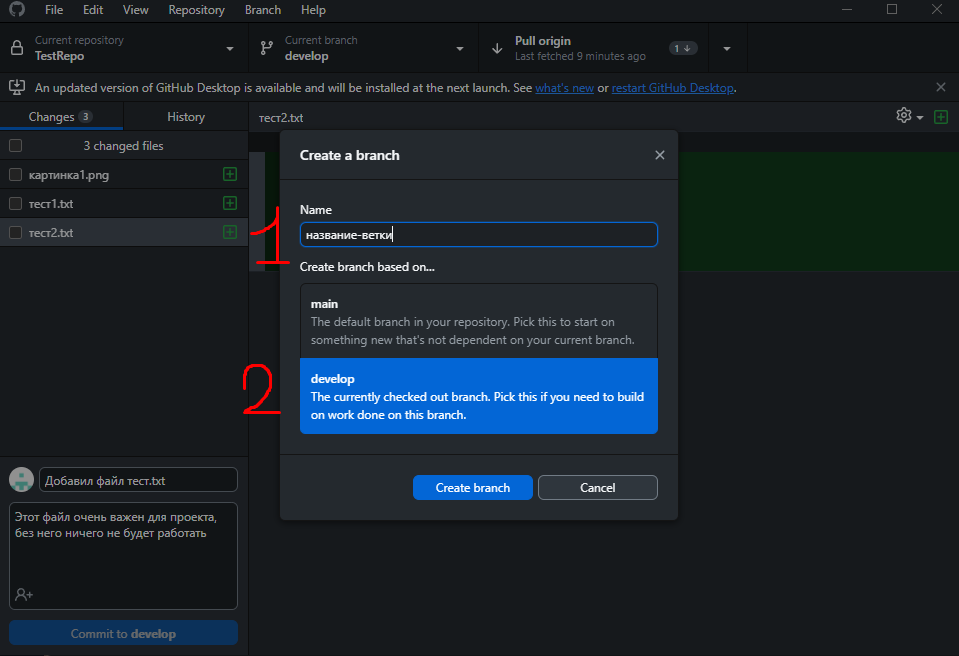 File Edit View Repository Branch Help
Current repository
TestRepo
Current branch
develop
Pull origin
Last fetched 9 minutes ago
1
An updated version of GitHub Desktop is available and will be installed at the next launch. See what's new or restart GitHub Desktop.
Changes 3
History
тест2.txt
3 changed files
картинка1.png
тест1.txt
тест2.txt
Create a branch
Name
1
название-ветки
Create branch based on...
main
The default branch in your repository. Pick this to start on
something new that's not dependent on your current branch.
2
develop
The currently checked out branch. Pick this if you need to build
on work done on this branch.
Create branch
Cancel
Добавил файл тест.txt
Этот файл очень важен для проекта,
без него ничего не будет работать
Commit to develop